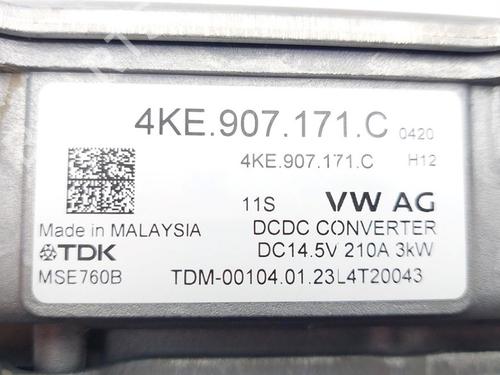 4KE.907.171.C 0420
4KE.907.171.C H12
11S VW AG
Made in MALAYSIA DCDC CONVERTER
TDK DC14.5V 210A 3kW
MSE760B TDM-00104.01.23L4T20043